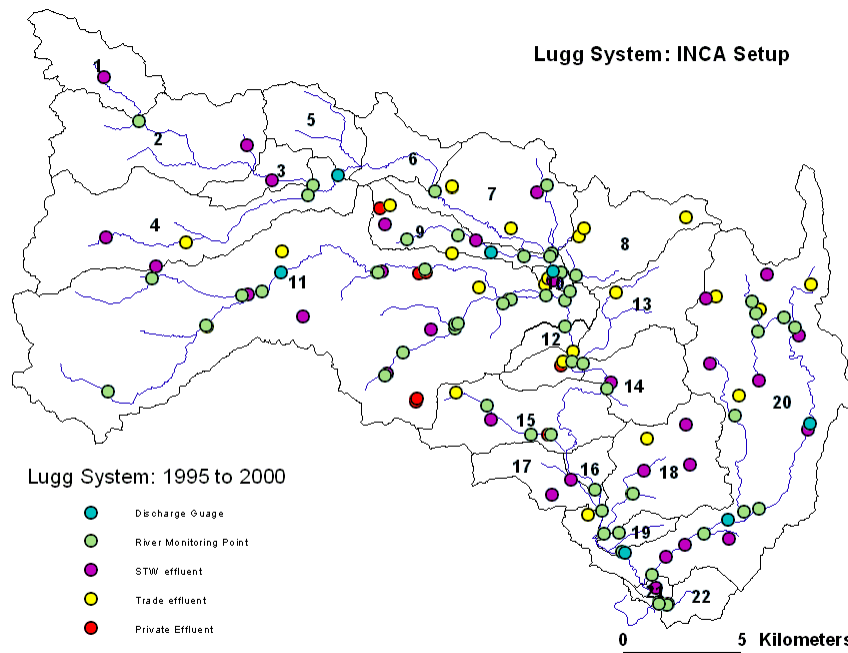 Lugg System: INCA Setup
1
2
5
3
6
7
4
9
8
11
13
12
14
20
15
17
16
18
19
22
Lugg System: 1995 to 2000
Discharge Guage
River Monitoring Point
STW effluent
Trade effluent
Private Effluent
0 5 Kilometers